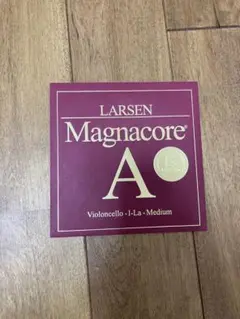 LARSEN
Magnacore®
A
Violoncello - I-La - Medium